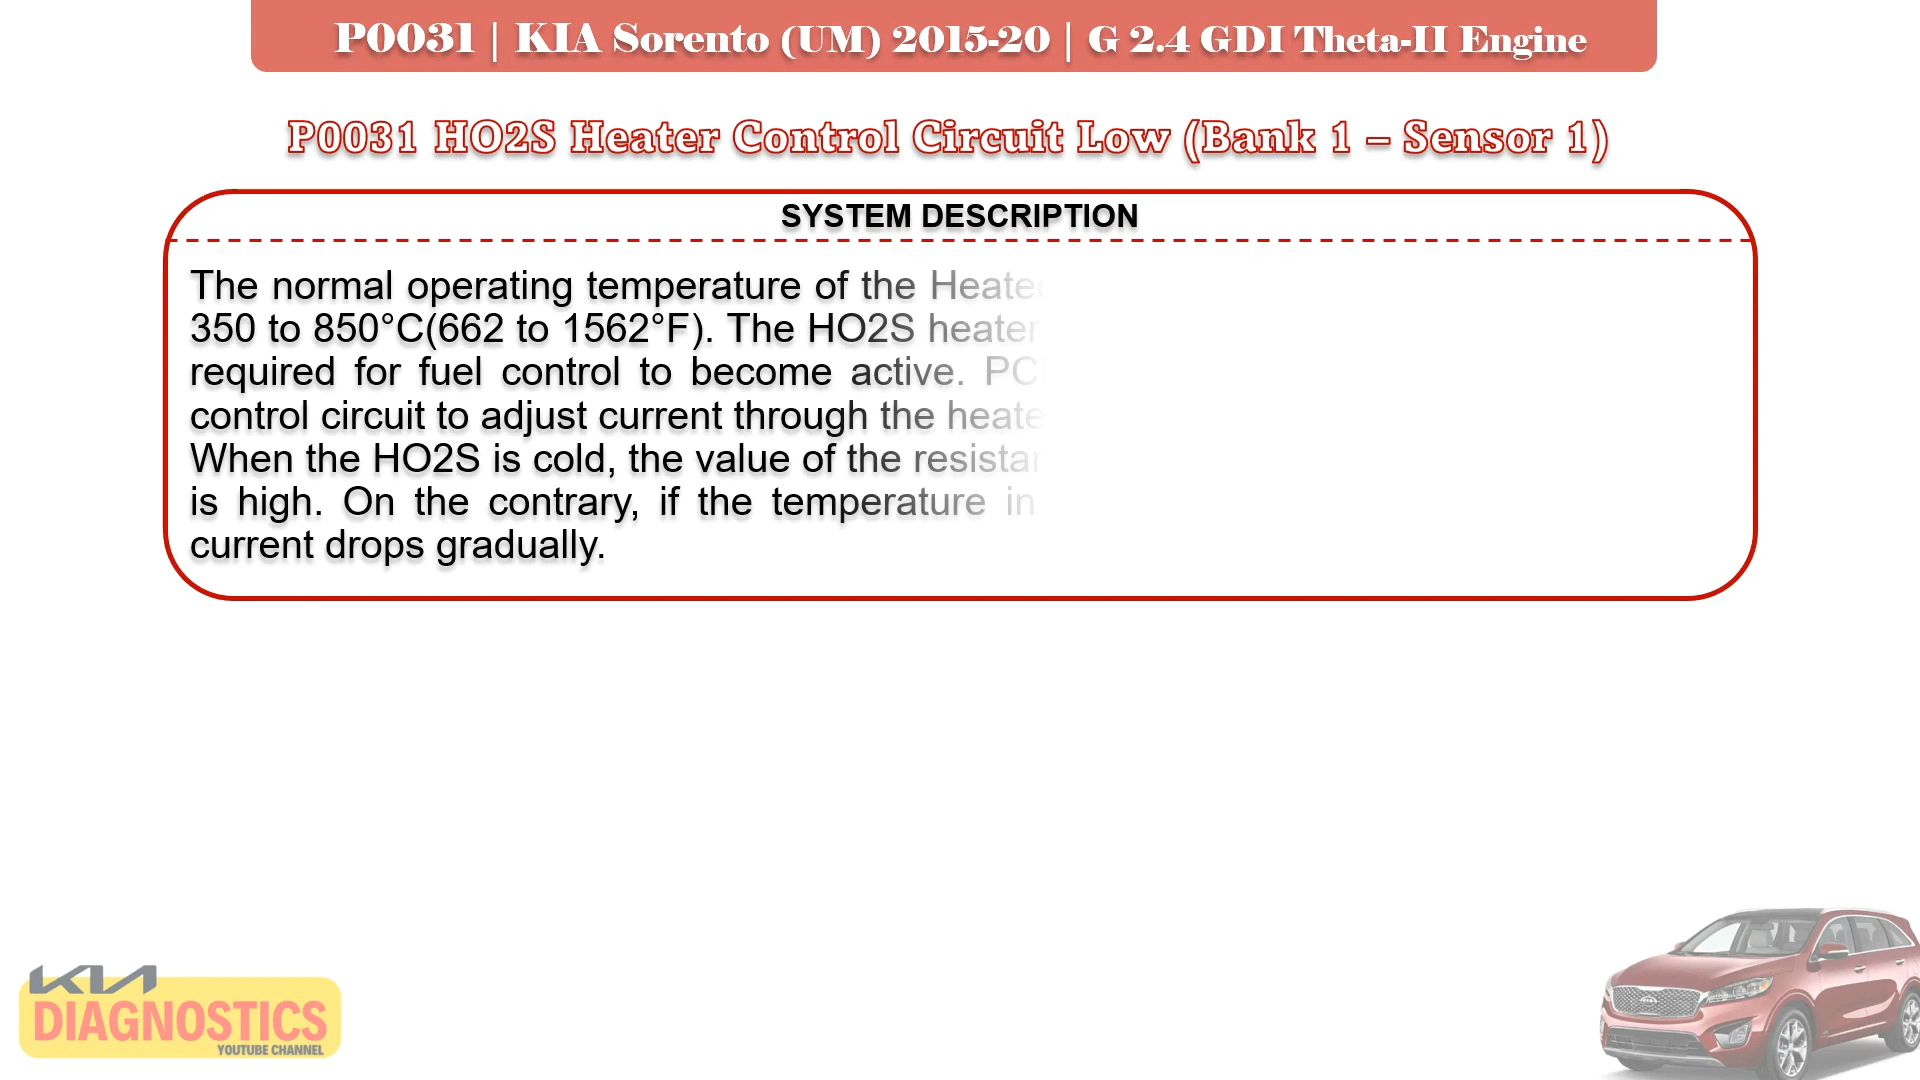 P0031 | KIA Sorento (UM) 2015-20 | G 2.4 GDI Theta-II Engine
P0031 HO2S Heater Control Circuit Low (Bank 1 – Sensor 1)
SYSTEM DESCRIPTION
The normal operating temperature of the
350 to 850°C(662 to 1562°F). The HO2S heater
required for fuel control to become active.
control circuit to adjust current through the
When the HO2S is cold, the value of the
is high. On the contrary, if the temperature
current drops gradually.
KIA
DIAGNOSTICS
YOUTUBE CHANNEL